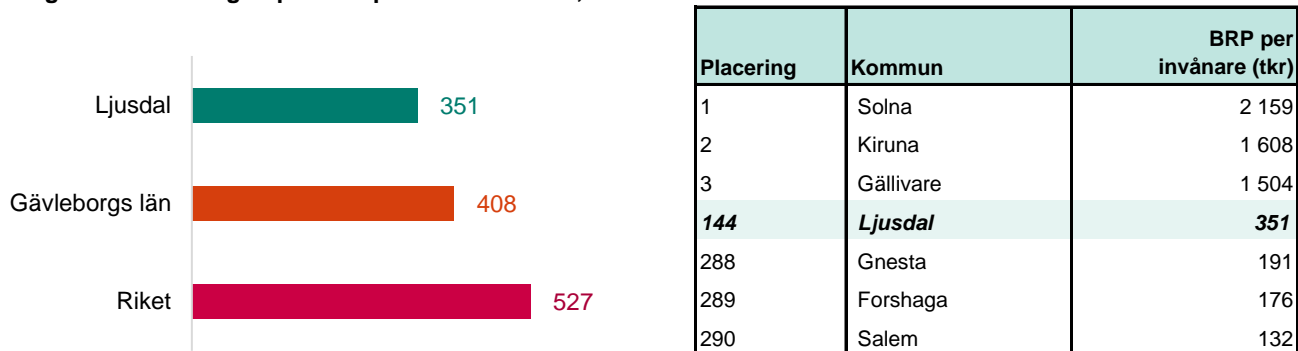 Ljusdal
351
Gävleborgs län
408
Riket
527
Placering Kommun BRP per invånare (tkr)
1 Solna 2 159
2 Kiruna 1 608
3 Gällivare 1 504
144 Ljusdal 351
288 Gnesta 191
289 Forshaga 176
290 Salem 132